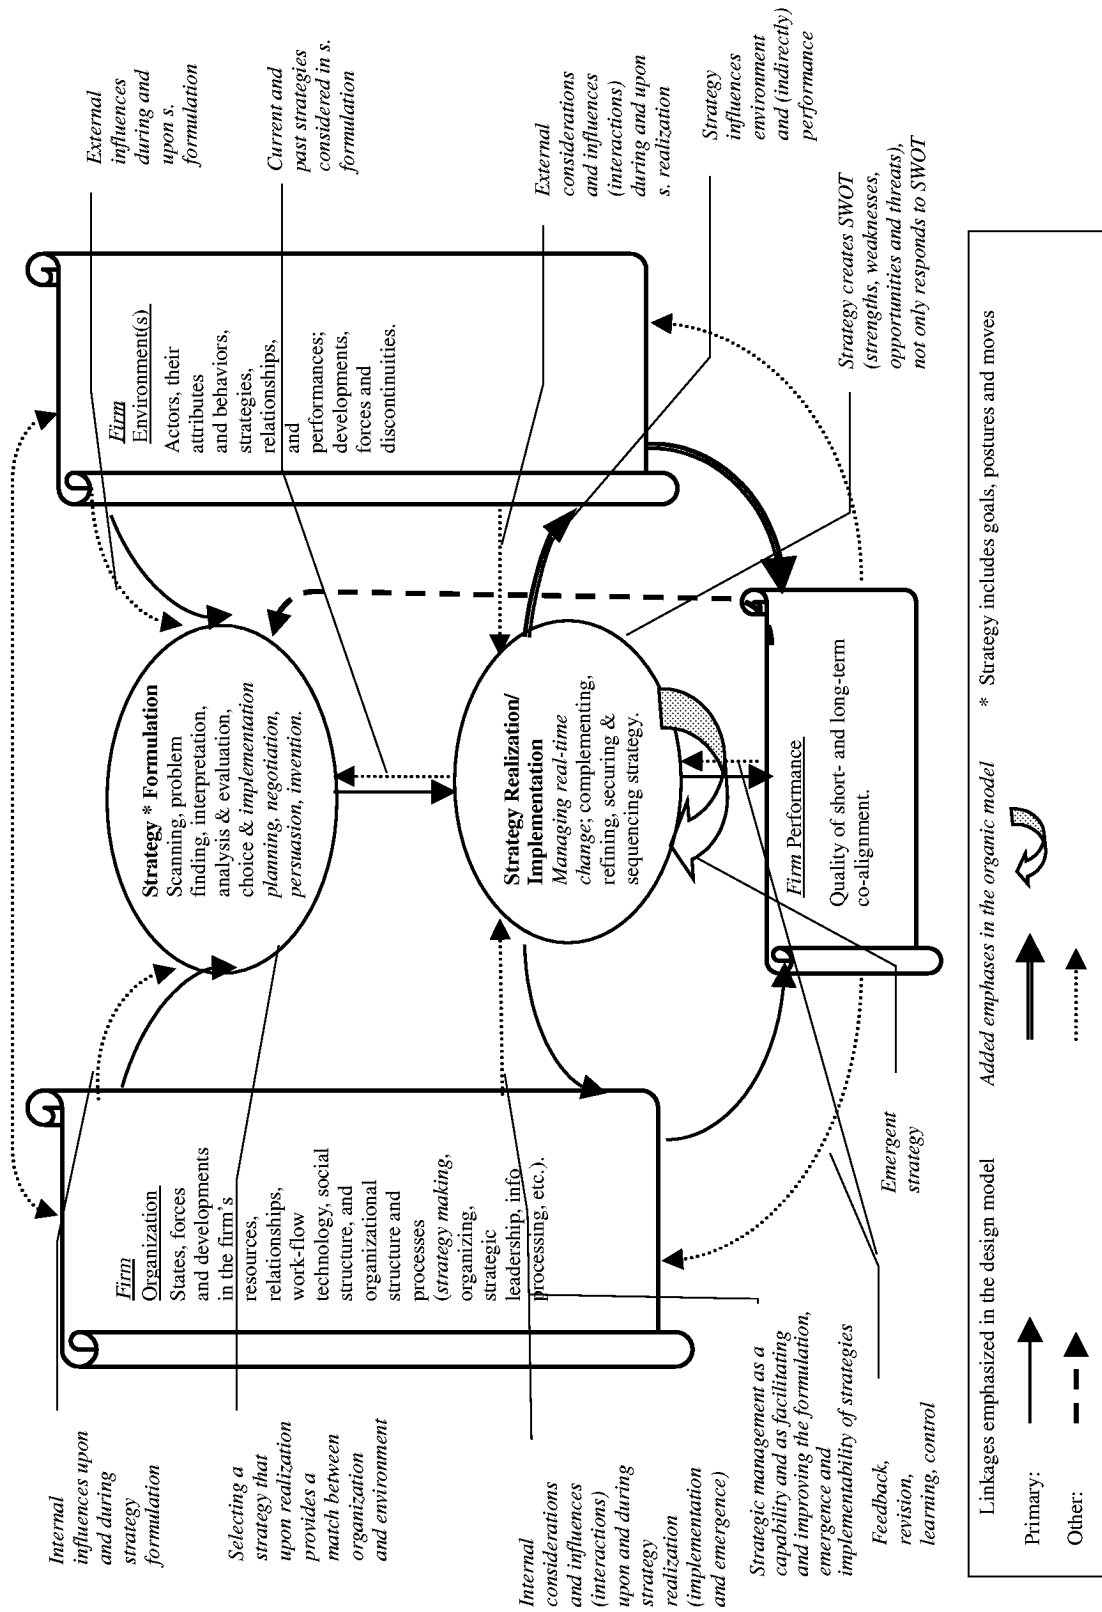 Internal
influences upon
and during
strategy
formulation
Selecting a
strategy that
upon realization
provides a
match between
organization
and environment
Internal
considerations
and influences
(interactions)
upon and during
strategy
realization
(implementation
and emergence)
Strategic management as a
capability and as facilitating
and improving the formulation,
emergence and
implementability of strategies
Feedback,
revision,
learning, control
Firm
Organization
States, forces
and developments
in the firm's
resources,
relationships,
work-flow
technology, social
structure, and
organizational
structure and
processes
(strategy making,
organizing,
strategic
leadership, info
processing, etc.).
Emergent
strategy
Strategy * Formulation
Scanning, problem
finding, interpretation,
analysis & evaluation,
choice & implementation
planning, negotiation,
persuasion, invention.
Strategy Realization/
Implementation
Managing real-time
change; complementing,
refining, securing &
sequencing strategy.
Firm Performance
Quality of short- and long-term
co-alignment.
Firm
Environment(s)
Actors, their
attributes
and behaviors,
strategies,
relationships,
and
performances;
developments,
forces and
discontinuities.
External
influences
during and
upon s.
formulation
Current and
past strategies
considered in s.
formulation
External
considerations
and influences
(interactions)
during and upon
s. realization
Strategy
influences
environment
and (indirectly)
performance
Strategy creates SWOT
(strengths, weaknesses,
opportunities and threats),
not only responds to SWOT
Linkages emphasized in the design model
Added emphases in the organic model
* Strategy includes goals, postures and moves
Primary:
Other: